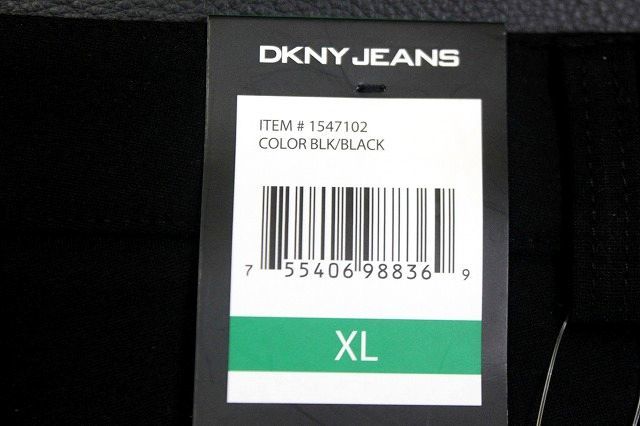 DKNY JEANS
ITEM # 1547102
COLOR BLK/BLACK
7 55406 98836 9
XL